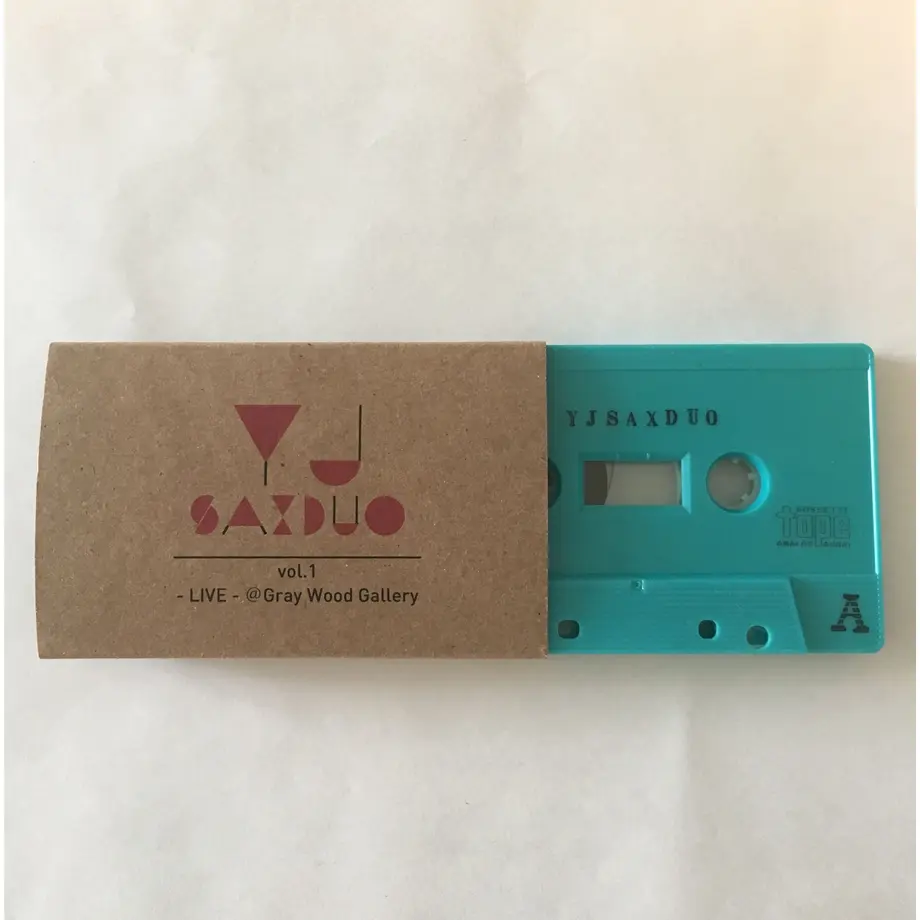 YJ
SAXDUO
vol.1
- LIVE - @Gray Wood Gallery
YJSAXDUO
tape
A